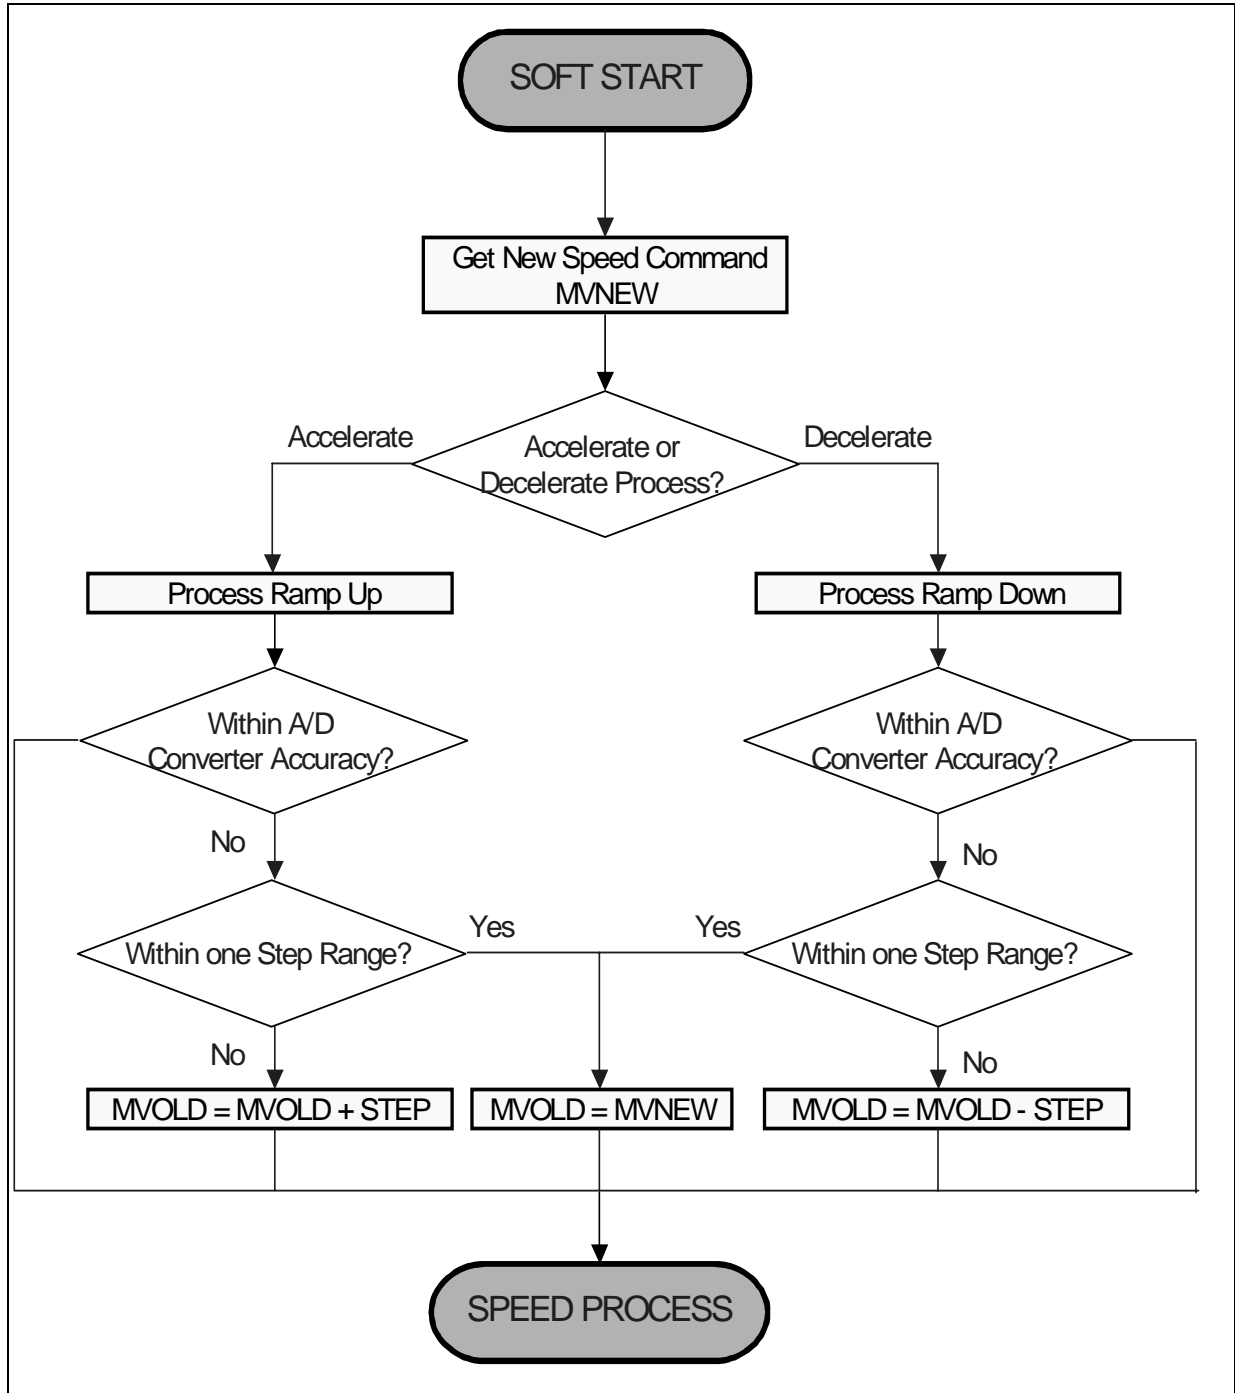 SOFT START
Get New Speed Command
MVNEW
Accelerate
Accelerate or
Decelerate Process?
Decelerate
Process Ramp Up
Process Ramp Down
Within A/D
Converter Accuracy?
Within A/D
Converter Accuracy?
No
No
Within one Step Range?
Yes
Yes
Within one Step Range?
No
No
MVOLD = MVOLD + STEP
MVOLD = MVNEW
MVOLD = MVOLD - STEP
SPEED PROCESS